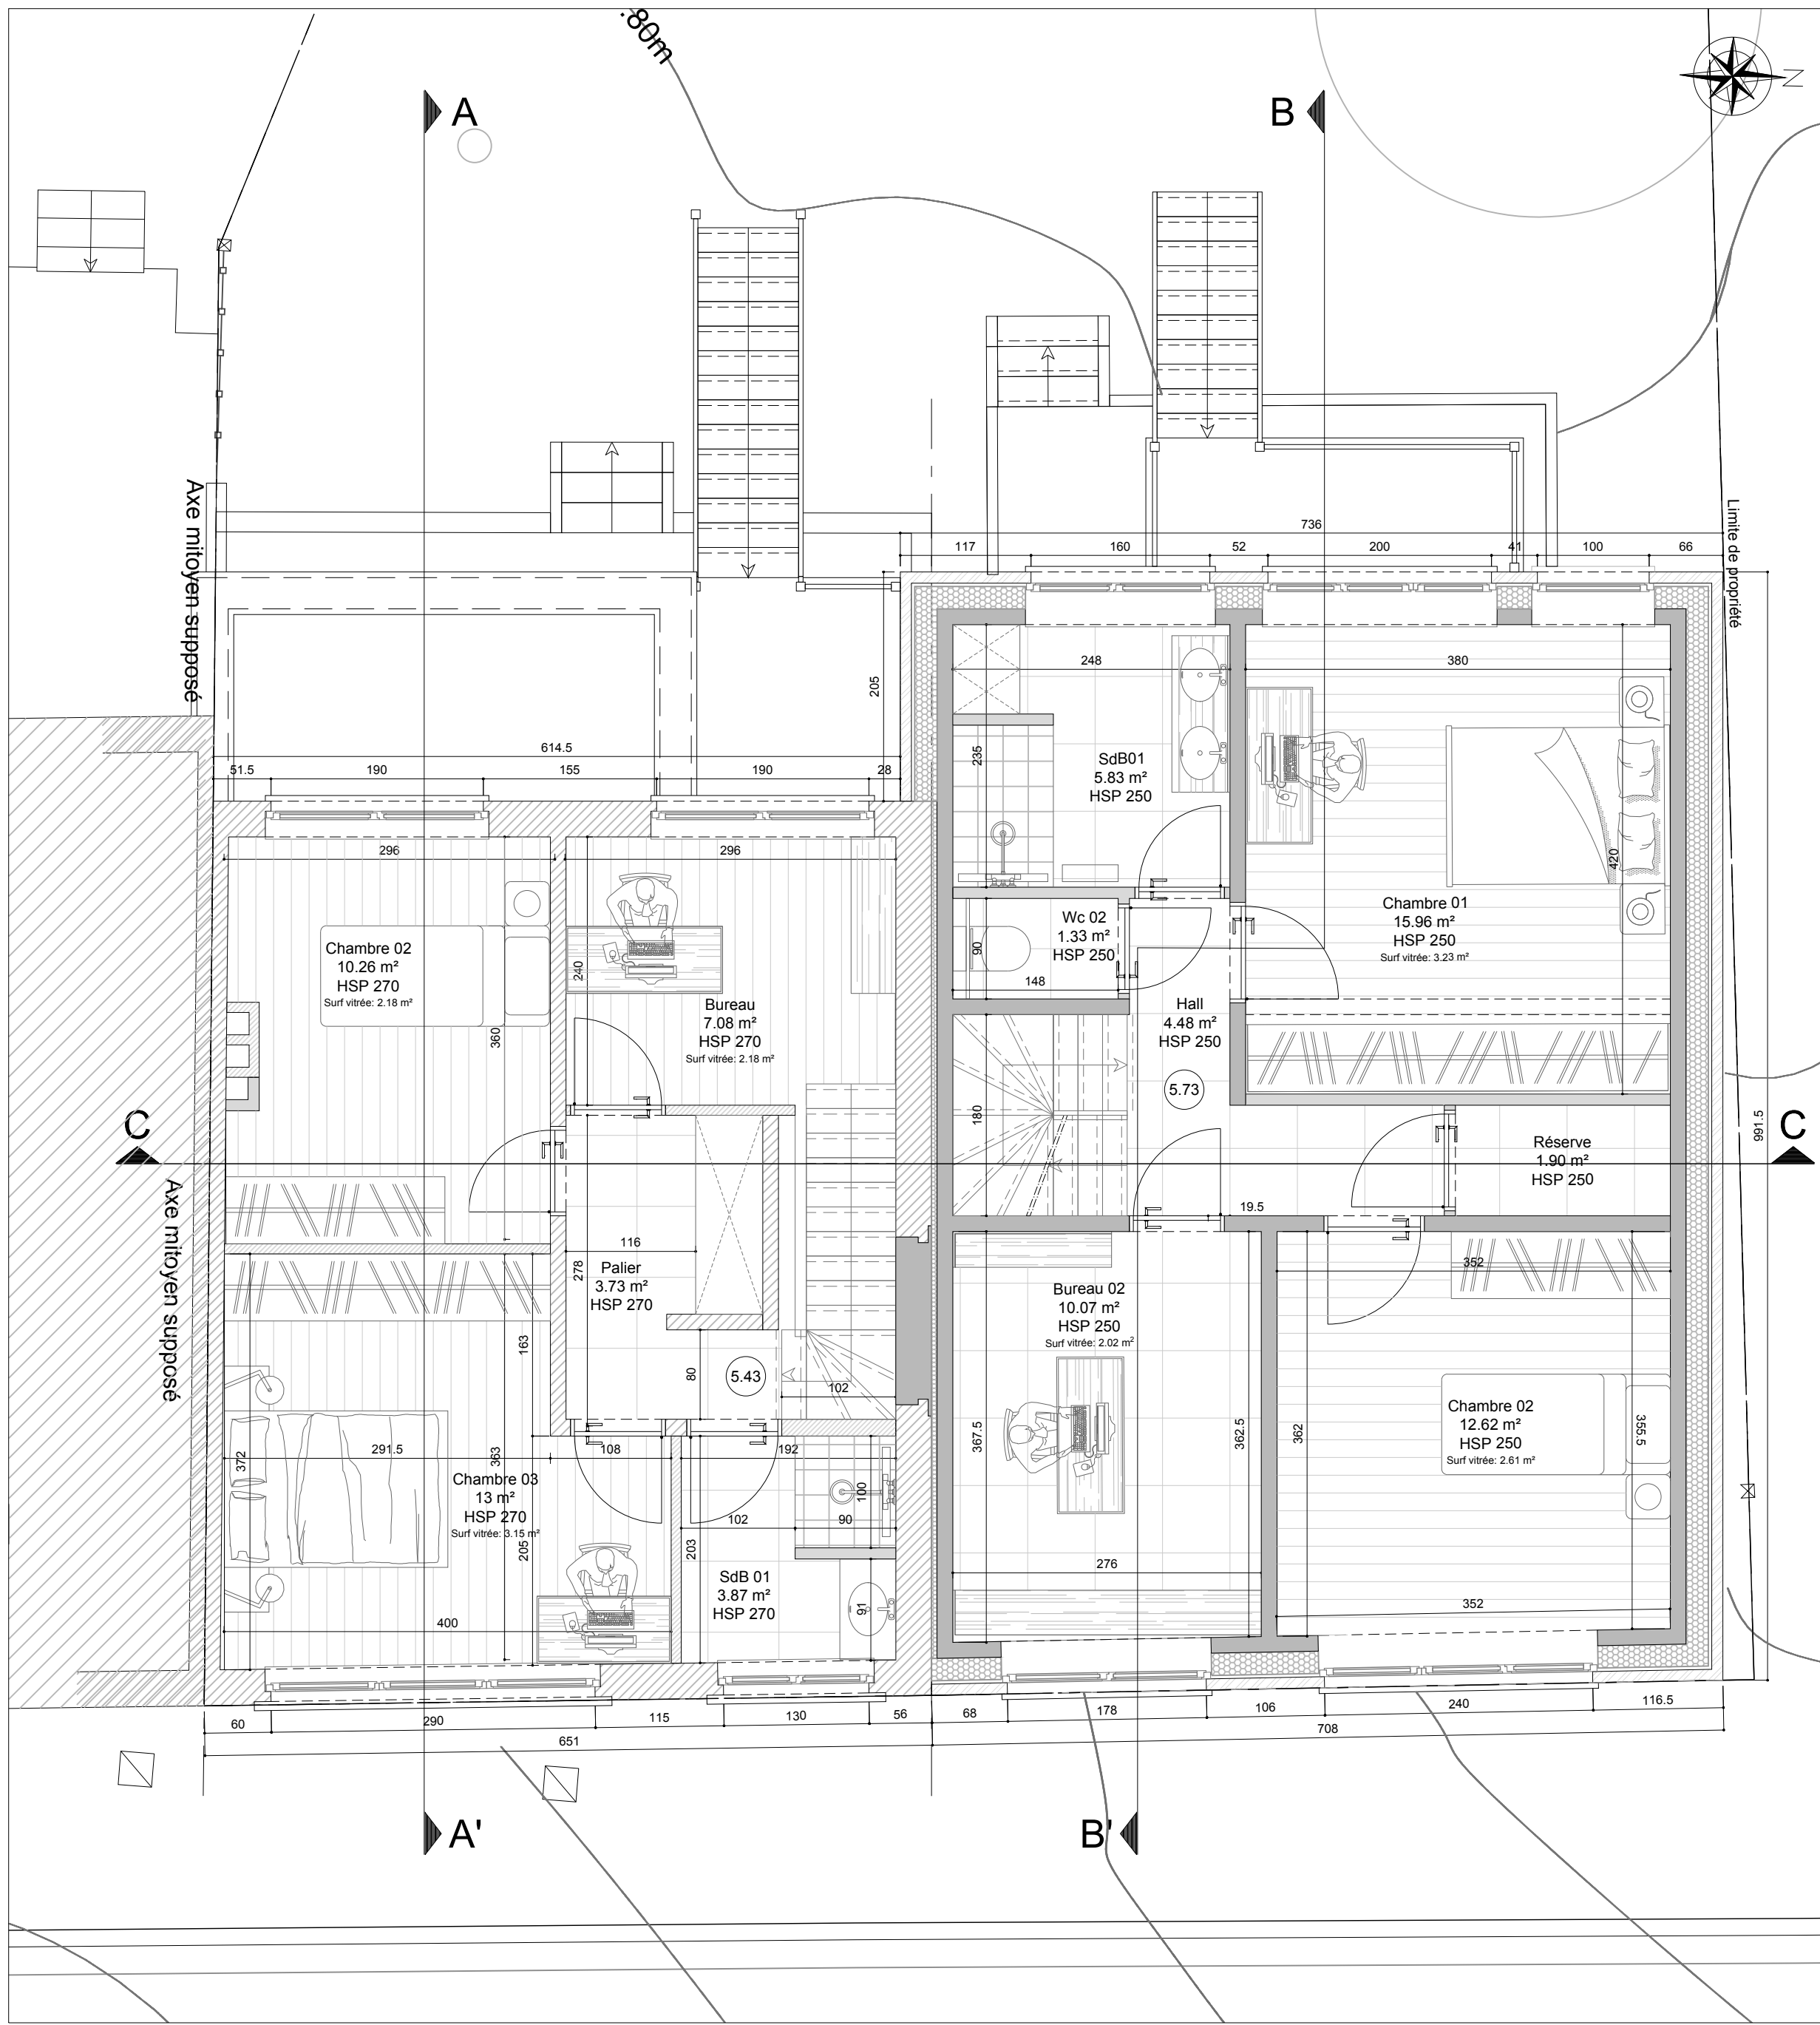 .80m
A
B
N
Axe mitoyen supposé
Limite de propriété
736
117
160
52
200
41
100
66
205
614.5
51.5
190
155
190
28
248
380
235
SdB01
5.83 m²
HSP 250
420
296
296
Chambre 02
10.26 m²
HSP 270
Surf vitrée: 2.18 m²
360
240
Bureau
7.08 m²
HSP 270
Surf vitrée: 2.18 m²
Wc 02
1.33 m²
HSP 250
90
148
Chambre 01
15.96 m²
HSP 250
Surf vitrée: 3.23 m²
Hall
4.48 m²
HSP 250
5.73
180
991.5
C
C
Réserve
1.90 m²
HSP 250
19.5
Axe mitoyen supposé
116
278
Palier
3.73 m²
HSP 270
163
80
5.43
102
352
Bureau 02
10.07 m²
HSP 250
Surf vitrée: 2.02 m²
367.5
362.5
362
Chambre 02
12.62 m²
HSP 250
Surf vitrée: 2.61 m²
355.5
372
291.5
363
108
192
Chambre 03
13 m²
HSP 270
Surf vitrée: 3.15 m²
205
100
102
90
203
SdB 01
3.87 m²
HSP 270
91
400
276
352
60
290
115
130
56
68
178
106
240
116.5
651
708
A'
B'